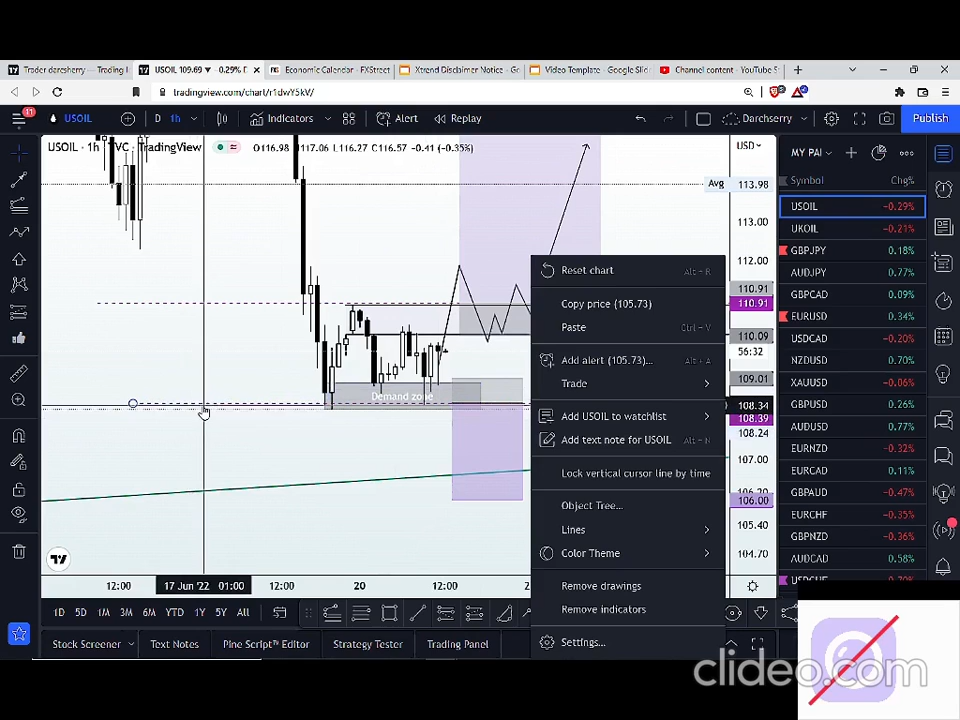 Trader darcsherry — Trading I
USOIL 109.69 ▼ −0.29% D
Economic Calendar - FXStreet
Xtrend Disclaimer Notice - Go
Video Template - Google Slid
Channel content - YouTube S
tradingview.com/chart/r1dwY5kV/
11
USOIL
D 1h
Indicators
Alert
Replay
Darchsherry
Publish
USOIL · 1h · TVC · TradingView
O116.98 H117.06 L116.27 C116.57 −0.41 (−0.35%)
USD
Avg 113.98
113.00
112.00
110.91
110.91
110.09
56:32
109.01
108.34
108.39
108.24
107.00
106.00
105.40
104.70
Demand zone
Reset chart Alt + R
Copy price (105.73)
Paste Ctrl + V
Add alert (105.73)... Alt + A
Trade
Add USOIL to watchlist
Add text note for USOIL Alt + N
Lock vertical cursor line by time
Object Tree...
Lines
Color Theme
Remove drawings
Remove indicators
Settings...
MY PAI
Symbol Chg%
USOIL −0.29%
UKOIL −0.21%
GBPJPY 0.18%
AUDJPY 0.77%
GBPCAD 0.09%
EURUSD 0.34%
USDCAD −0.20%
NZDUSD 0.70%
XAUUSD −0.06%
GBPUSD 0.26%
AUDUSD 0.77%
EURNZD −0.32%
EURCAD 0.11%
GBPAUD −0.47%
EURCHF −0.35%
GBPNZD −0.36%
AUDCAD 0.58%
12:00
17 Jun '22 01:00
12:00
20
12:00
1D 5D 1M 3M 6M YTD 1Y 5Y All
Stock Screener
Text Notes
Pine Script™ Editor
Strategy Tester
Trading Panel
clideo.com